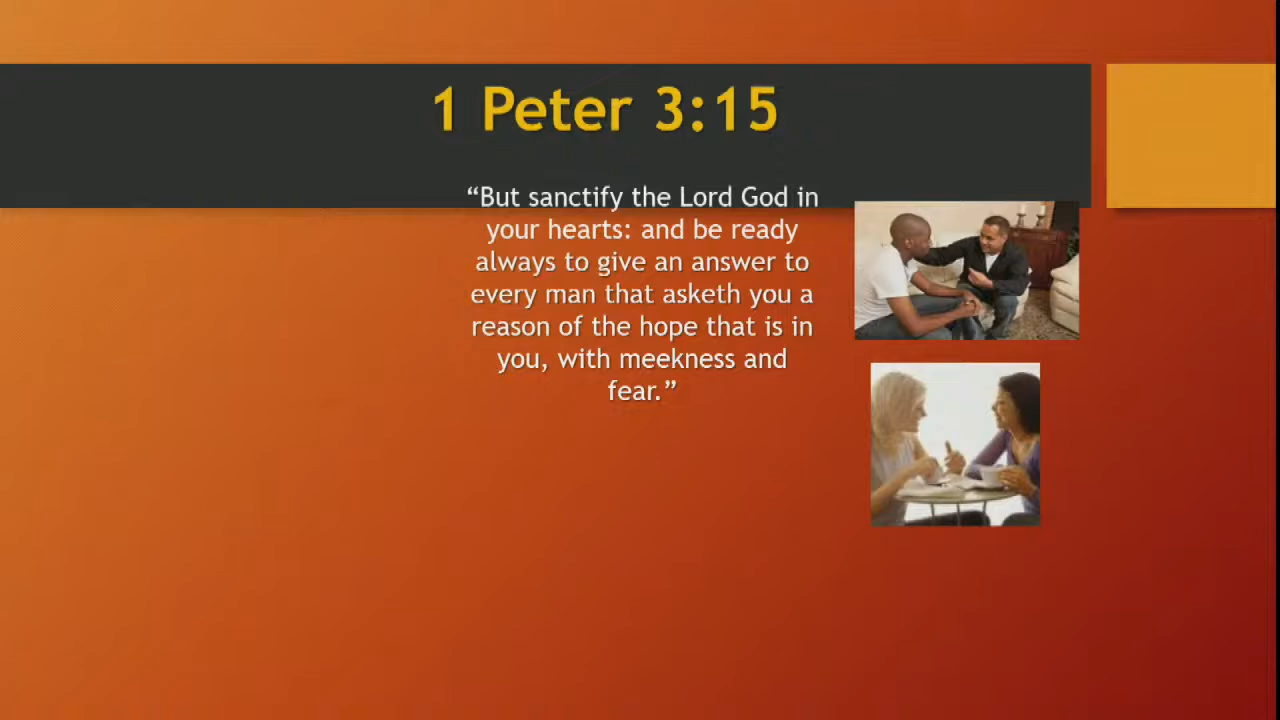 1 Peter 3:15
“But sanctify the Lord God in
your hearts: and be ready
always to give an answer to
every man that asketh you a
reason of the hope that is in
you, with meekness and
fear.”